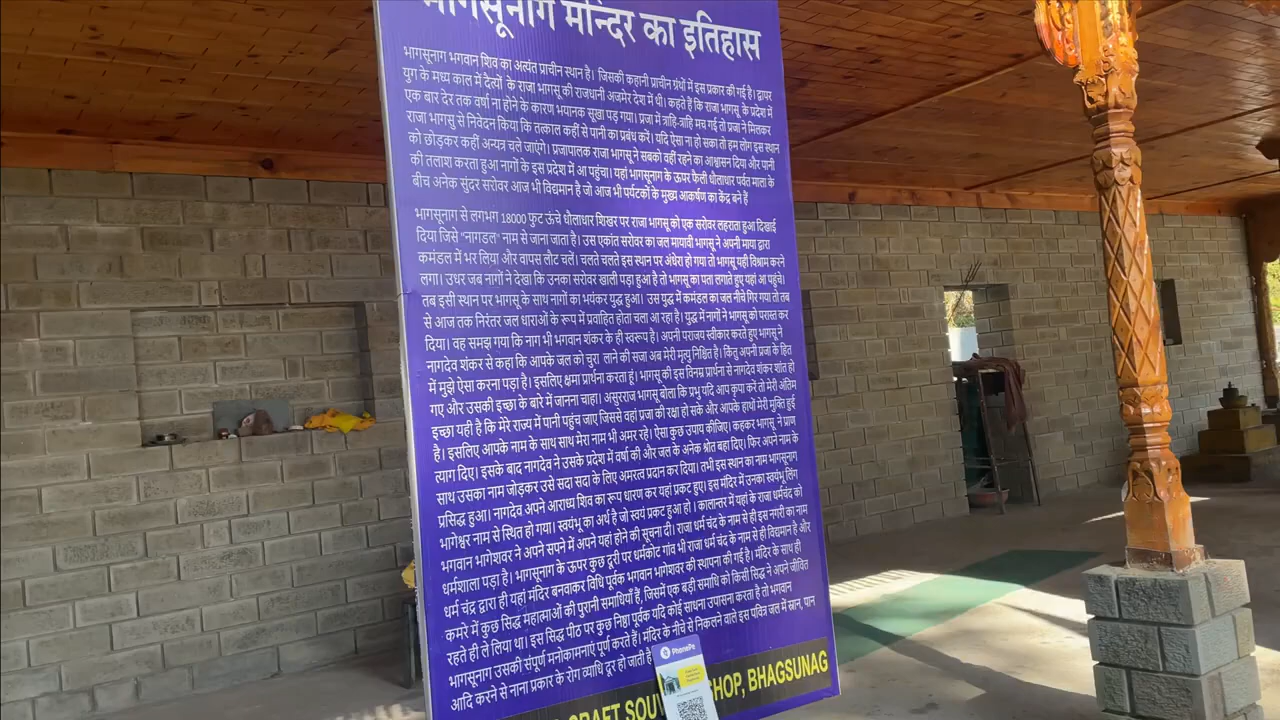 भागसूनाग मन्दिर का इतिहास
भागसूनाग भगवान शिव का अत्यंत प्राचीन स्थान है। जिसकी कहानी प्राचीन ग्रंथों में इस प्रकार की गई है। द्वापर
युग के मध्य काल में दैत्यों के राजा भागसू की राजधानी अजमेर देश में थी। कहते हैं कि राजा भागसू के प्रदेश में
एक बार देर तक वर्षा ना होने के कारण भयानक सूखा पड़ गया। प्रजा में त्राहि-त्राहि मच गई तो प्रजा ने मिलकर
राजा भागसु से निवेदन किया कि तत्काल कहीं से पानी का प्रबंध करें। यदि ऐसा ना हो सका तो हम लोग इस स्थान
को छोड़कर कहीं अन्यत्र चले जाएंगे। प्रजापालक राजा भागसू ने सबको वहीं रहने का आश्वासन दिया और पानी
की तलाश करता हुआ नागों के इस प्रदेश में आ पहुंचा। यहां भागसूनाग के ऊपर फैली धौलाधार पर्वत माला के
बीच अनेक सुंदर सरोवर आज भी विद्यमान है जो आज भी पर्यटकों के मुख्य आकर्षण का केंद्र बने हैं
भागसूनाग से लगभग 18000 फुट ऊंचे धौलाधार शिखर पर राजा भागसू को एक सरोवर लहराता हुआ दिखाई
दिया जिसे "नागडल" नाम से जाना जाता है। उस एकांत सरोवर का जल मायावी भागसू ने अपनी माया द्वारा
कमंडल में भर लिया और वापस लौट चले। चलते चलते इस स्थान पर अंधेरा हो गया तो भागसू यही विश्राम करने
लगा। उधर जब नागों ने देखा कि उनका सरोवर खाली पड़ा हुआ है तो भागसू का पता लगाते हुए यहां आ पहुंचे।
तब इसी स्थान पर भागसू के साथ नागों का भयंकर युद्ध हुआ। उस युद्ध में कमंडल का जल नीचे गिर गया तो तब
से आज तक निरंतर जल धाराओं के रूप में प्रवाहित होता चला आ रहा है। युद्ध में नागों ने भागसू को परास्त कर
दिया। वह समझ गया कि नाग भी भगवान शंकर के ही स्वरूप है। अपनी पराजय स्वीकार करते हुए भागसू ने
नागदेव शंकर से कहा कि आपके जल को चुरा लाने की सजा अब मेरी मृत्यु निश्चित है। किंतु अपनी प्रजा के हित
में मुझे ऐसा करना पड़ा है। इसलिए क्षमा प्रार्थना करता हूं। भागसू की इस विनम्र प्रार्थना से नागदेव शंकर शांत हो
गए और उसकी इच्छा के बारे में जानना चाहा। असुरराज भागसू बोला कि प्रभु यदि आप कृपा करे तो मेरी अंतिम
इच्छा यही है कि मेरे राज्य में पानी पहुंच जाए जिससे वहां प्रजा की रक्षा हो सके और आपके हाथो मेरी मुक्ति हुई
है। इसलिए आपके नाम के साथ साथ मेरा नाम भी अमर रहे। ऐसा कुछ उपाय कीजिए। कहकर भागसू ने प्राण
त्याग दिए। इसके बाद नागदेव ने उसके प्रदेश में वर्षा की और जल के अनेक श्रोत बहा दिए। फिर अपने नाम के
साथ उसका नाम जोड़कर उसे सदा सदा के लिए अमरत्व प्रदान कर दिया। तभी इस स्थान का नाम भागसूनाग
प्रसिद्ध हुआ। नागदेव अपने आराध्य शिव का रूप धारण कर यहां प्रकट हुए। इस मंदिर में उनका स्वयंभू लिंग
भागेश्वर नाम से स्थित हो गया। स्वयंभू का अर्थ है जो स्वयं प्रकट हुआ हो। कालान्तर में यहां के राजा धर्मचंद को
भगवान भागेशवर ने अपने सपने में अपने यहां होने की सूचना दी। राजा धर्म चंद के नाम से ही इस नगरी का नाम
धर्मशाला पड़ा है। भागसूनाग के ऊपर कुछ दूरी पर धर्मकोट गांव भी राजा धर्म चंद के नाम से ही विद्यमान है और
धर्म चंद्र द्वारा ही यहां मंदिर बनवाकर विधि पूर्वक भगवान भागेशवर की स्थापना की गई है। मंदिर के साथ ही
कमरे में कुछ सिद्ध महात्माओं की पुरानी समाधियाँ हैं, जिसमें एक बड़ी समाधि को किसी सिद्ध ने अपने जीवित
रहते ही ले लिया था। इस सिद्ध पीठ पर कुछ निष्ठा पूर्वक यदि कोई साधना उपासना करता है तो भगवान
भागसूनाग उसकी संपूर्ण मनोकामनाएं पूर्ण करते हैं। मंदिर के नीचे से निकलने वाले इस पवित्र जल में स्नान, पान
आदि करने से नाना प्रकार के रोग व्याधि दूर हो जाती है
CRAFT SOU HOP, BHAGSUNAG
PhonePe